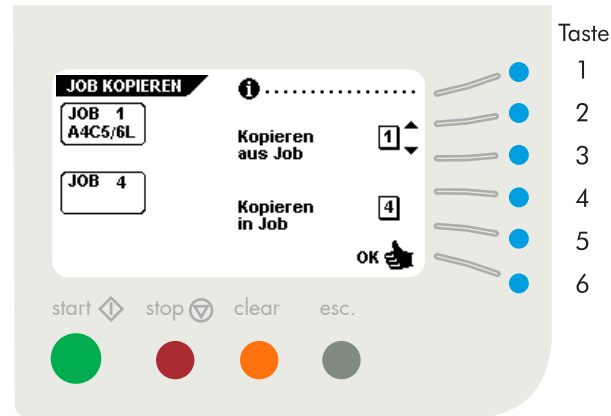 Taste
JOB KOPIEREN
1
JOB 1
A4C5/6L
Kopieren
aus Job
1
2
3
JOB 4
Kopieren
in Job
4
4
5
OK
6
start
stop
clear
esc.